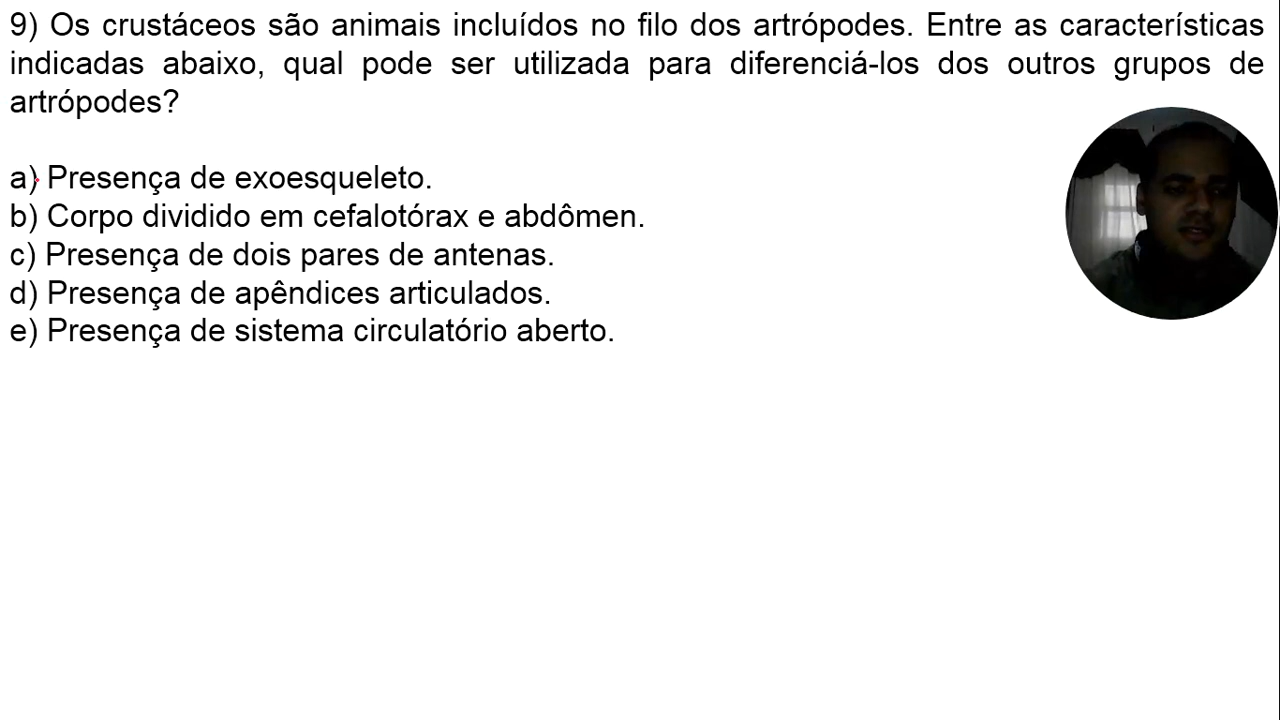 9) Os crustáceos são animais incluídos no filo dos artrópodes. Entre as características
indicadas abaixo, qual pode ser utilizada para diferenciá-los dos outros grupos de
artrópodes?
a) Presença de exoesqueleto.
b) Corpo dividido em cefalotórax e abdômen.
c) Presença de dois pares de antenas.
d) Presença de apêndices articulados.
e) Presença de sistema circulatório aberto.